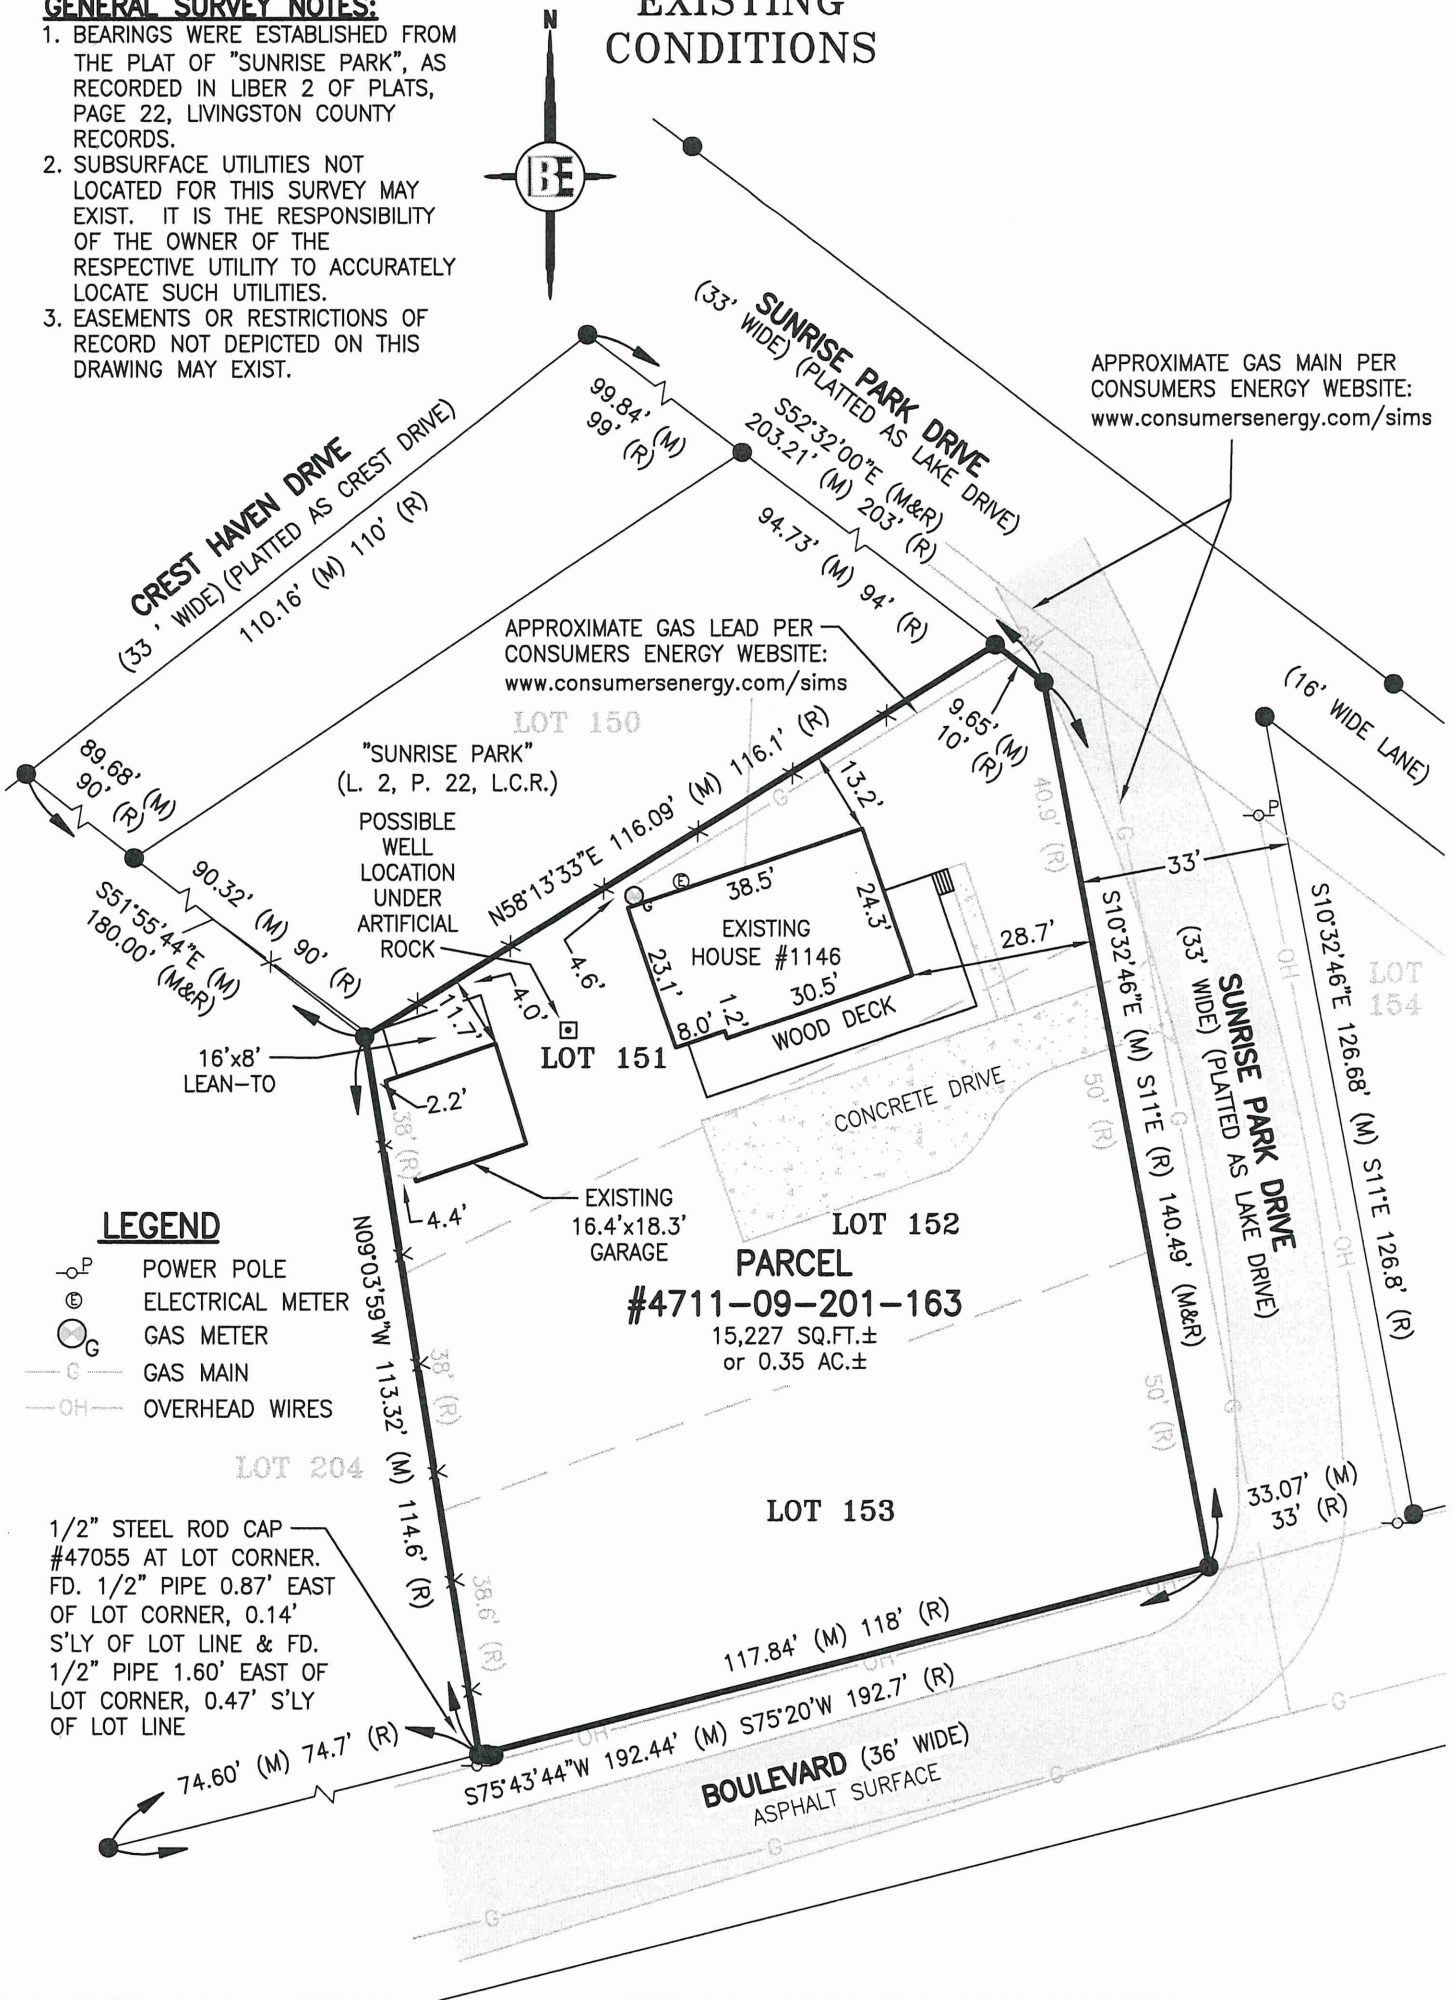 GENERAL SURVEY NOTES:
1. BEARINGS WERE ESTABLISHED FROM
THE PLAT OF "SUNRISE PARK", AS
RECORDED IN LIBER 2 OF PLATS,
PAGE 22, LIVINGSTON COUNTY
RECORDS.
2. SUBSURFACE UTILITIES NOT
LOCATED FOR THIS SURVEY MAY
EXIST. IT IS THE RESPONSIBILITY
OF THE OWNER OF THE
RESPECTIVE UTILITY TO ACCURATELY
LOCATE SUCH UTILITIES.
3. EASEMENTS OR RESTRICTIONS OF
RECORD NOT DEPICTED ON THIS
DRAWING MAY EXIST.
N
BE
EXISTING
CONDITIONS
SUNRISE PARK DRIVE
(33' WIDE) (PLATTED AS LAKE DRIVE)
S52°32'00"E (M&R)
203.21' (M) 203' (R)
99.84' (M)
99' (R)
94.73' (M) 94' (R)
APPROXIMATE GAS MAIN PER
CONSUMERS ENERGY WEBSITE:
www.consumersenergy.com/sims
CREST HAVEN DRIVE
(33 ' WIDE) (PLATTED AS CREST DRIVE)
110.16' (M) 110' (R)
APPROXIMATE GAS LEAD PER
CONSUMERS ENERGY WEBSITE:
www.consumersenergy.com/sims
LOT 150
OH
9.65' (M)
10' (R)
(16' WIDE LANE)
89.68' (M)
90' (R)
"SUNRISE PARK"
(L. 2, P. 22, L.C.R.)
POSSIBLE
WELL
LOCATION
UNDER
ARTIFICIAL
ROCK
N58°13'33"E 116.09' (M) 116.1' (R)
G
13.2'
40.9' (R)
G
P
33'
90.32' (M) 90' (R)
S51°55'44"E (M)
180.00' (M&R)
E
G
38.5'
24.3'
EXISTING
HOUSE #1146
23.1'
30.5'
8.0'
1.2'
4.6'
28.7'
WOOD DECK
4.0'
11.7'
16'x8'
LEAN-TO
LOT 151
2.2'
38' (R)
CONCRETE DRIVE
50' (R)
S10°32'46"E (M) S11°E (R) 140.49' (M&R)
G
SUNRISE PARK DRIVE
(33' WIDE) (PLATTED AS LAKE DRIVE)
OH
S10°32'46"E 126.68' (M) S11°E 126.8' (R)
LOT
154
EXISTING
16.4'x18.3'
GARAGE
4.4'
LOT 152
PARCEL
#4711-09-201-163
15,227 SQ.FT.±
or 0.35 AC.±
OH
LEGEND
P POWER POLE
E ELECTRICAL METER
G GAS METER
G GAS MAIN
OH OVERHEAD WIRES
N09°03'59"W 113.32' (M) 114.6' (R)
38' (R)
50' (R)
G
LOT 204
LOT 153
33.07' (M)
33' (R)
1/2" STEEL ROD CAP
#47055 AT LOT CORNER.
FD. 1/2" PIPE 0.87' EAST
OF LOT CORNER, 0.14'
S'LY OF LOT LINE & FD.
1/2" PIPE 1.60' EAST OF
LOT CORNER, 0.47' S'LY
OF LOT LINE
38.6' (R)
OH
117.84' (M) 118' (R)
OH
OH
S75°43'44"W 192.44' (M) S75°20'W 192.7' (R)
74.60' (M) 74.7' (R)
BOULEVARD (36' WIDE)
ASPHALT SURFACE
G
G
G
G